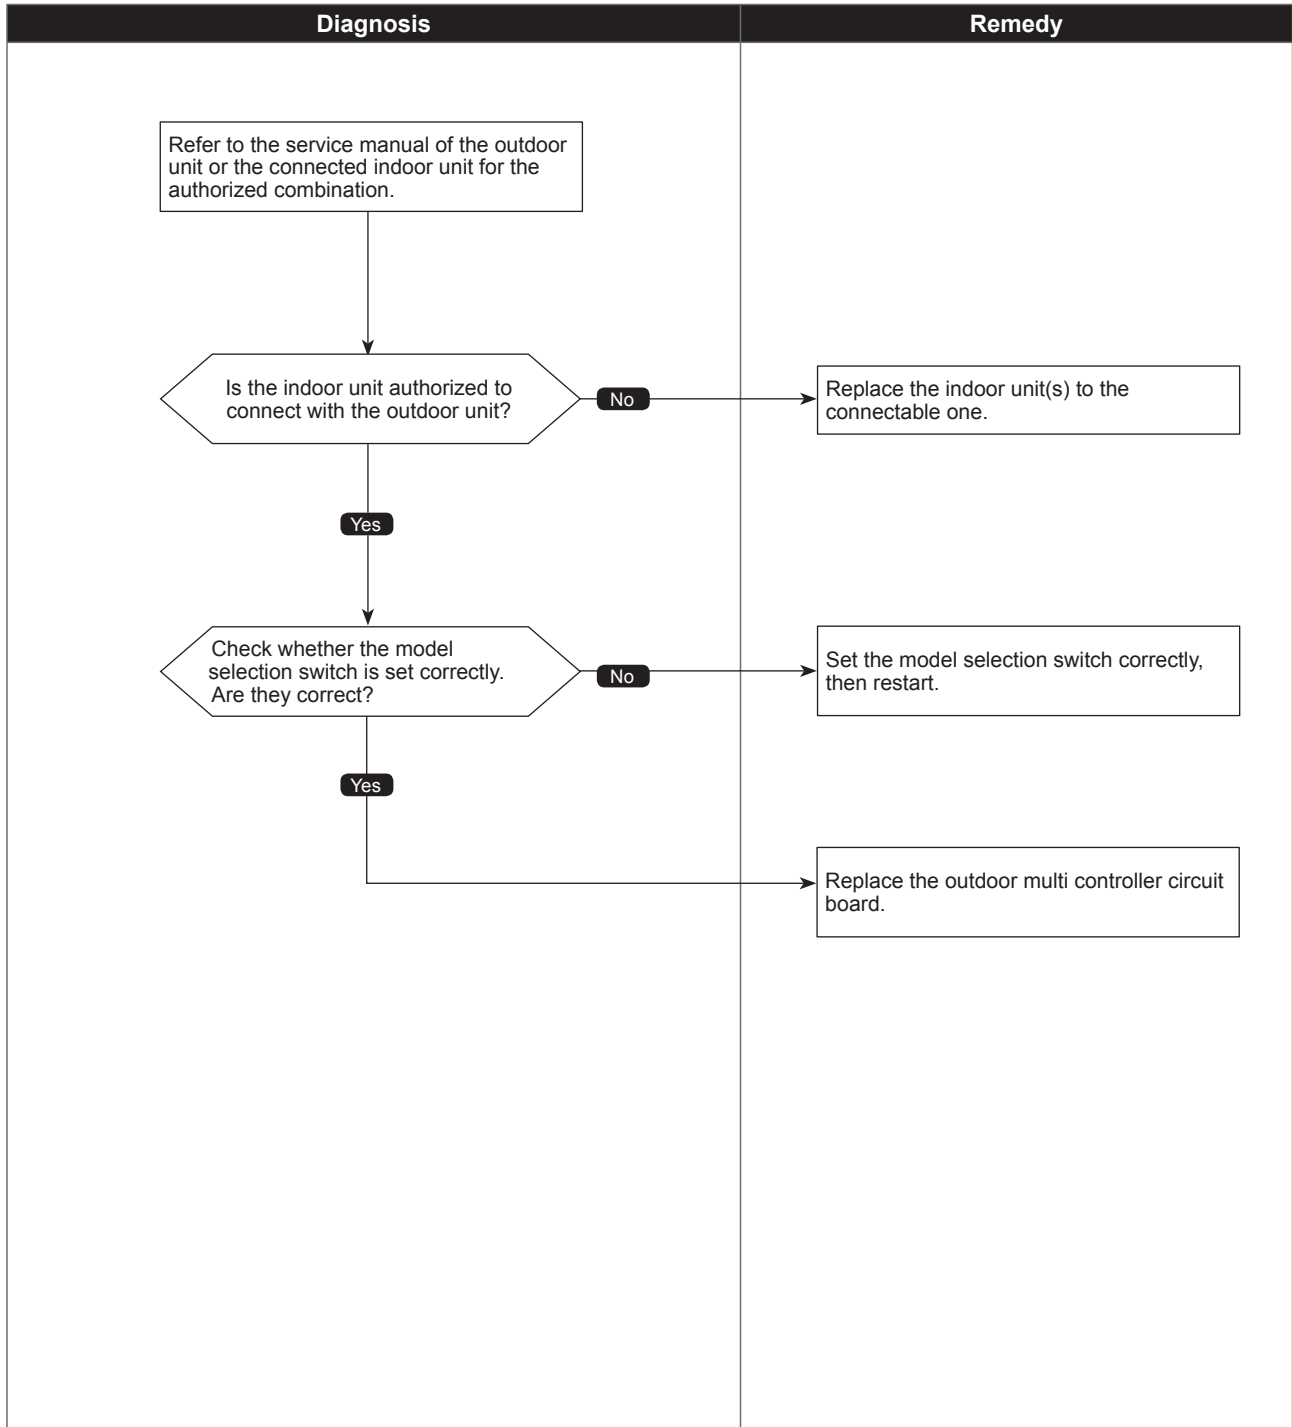 Diagnosis
Remedy
Refer to the service manual of the outdoor
unit or the connected indoor unit for the
authorized combination.
Is the indoor unit authorized to
connect with the outdoor unit?
No
Replace the indoor unit(s) to the
connectable one.
Yes
Check whether the model
selection switch is set correctly.
Are they correct?
No
Set the model selection switch correctly,
then restart.
Yes
Replace the outdoor multi controller circuit
board.